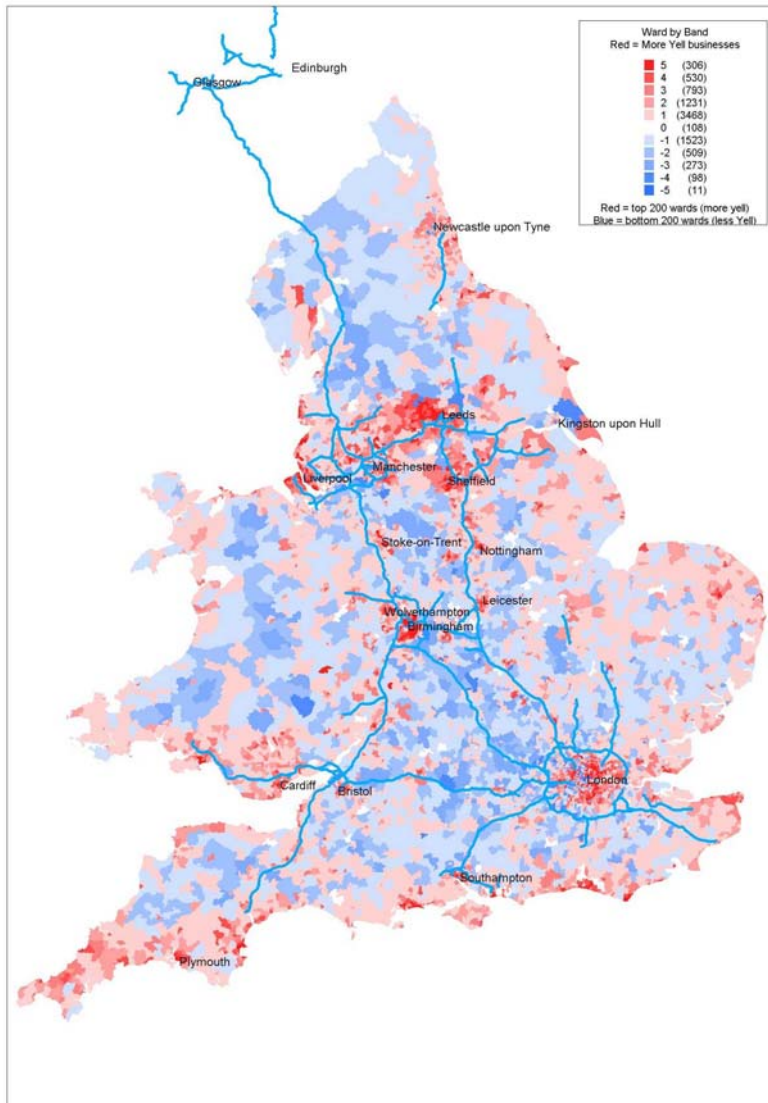 Ward by Band
Red = More Yell businesses
5 (306)
4 (530)
3 (793)
2 (1231)
1 (3468)
0 (108)
-1 (1523)
-2 (509)
-3 (273)
-4 (98)
-5 (11)
Red = top 200 wards (more yell)
Blue = bottom 200 wards (less Yell)
Edinburgh
Glasgow
Newcastle upon Tyne
Leeds
Kingston upon Hull
Manchester
Liverpool
Sheffield
Stoke-on-Trent
Nottingham
Leicester
Wolverhampton
Birmingham
London
Cardiff
Bristol
Southampton
Plymouth